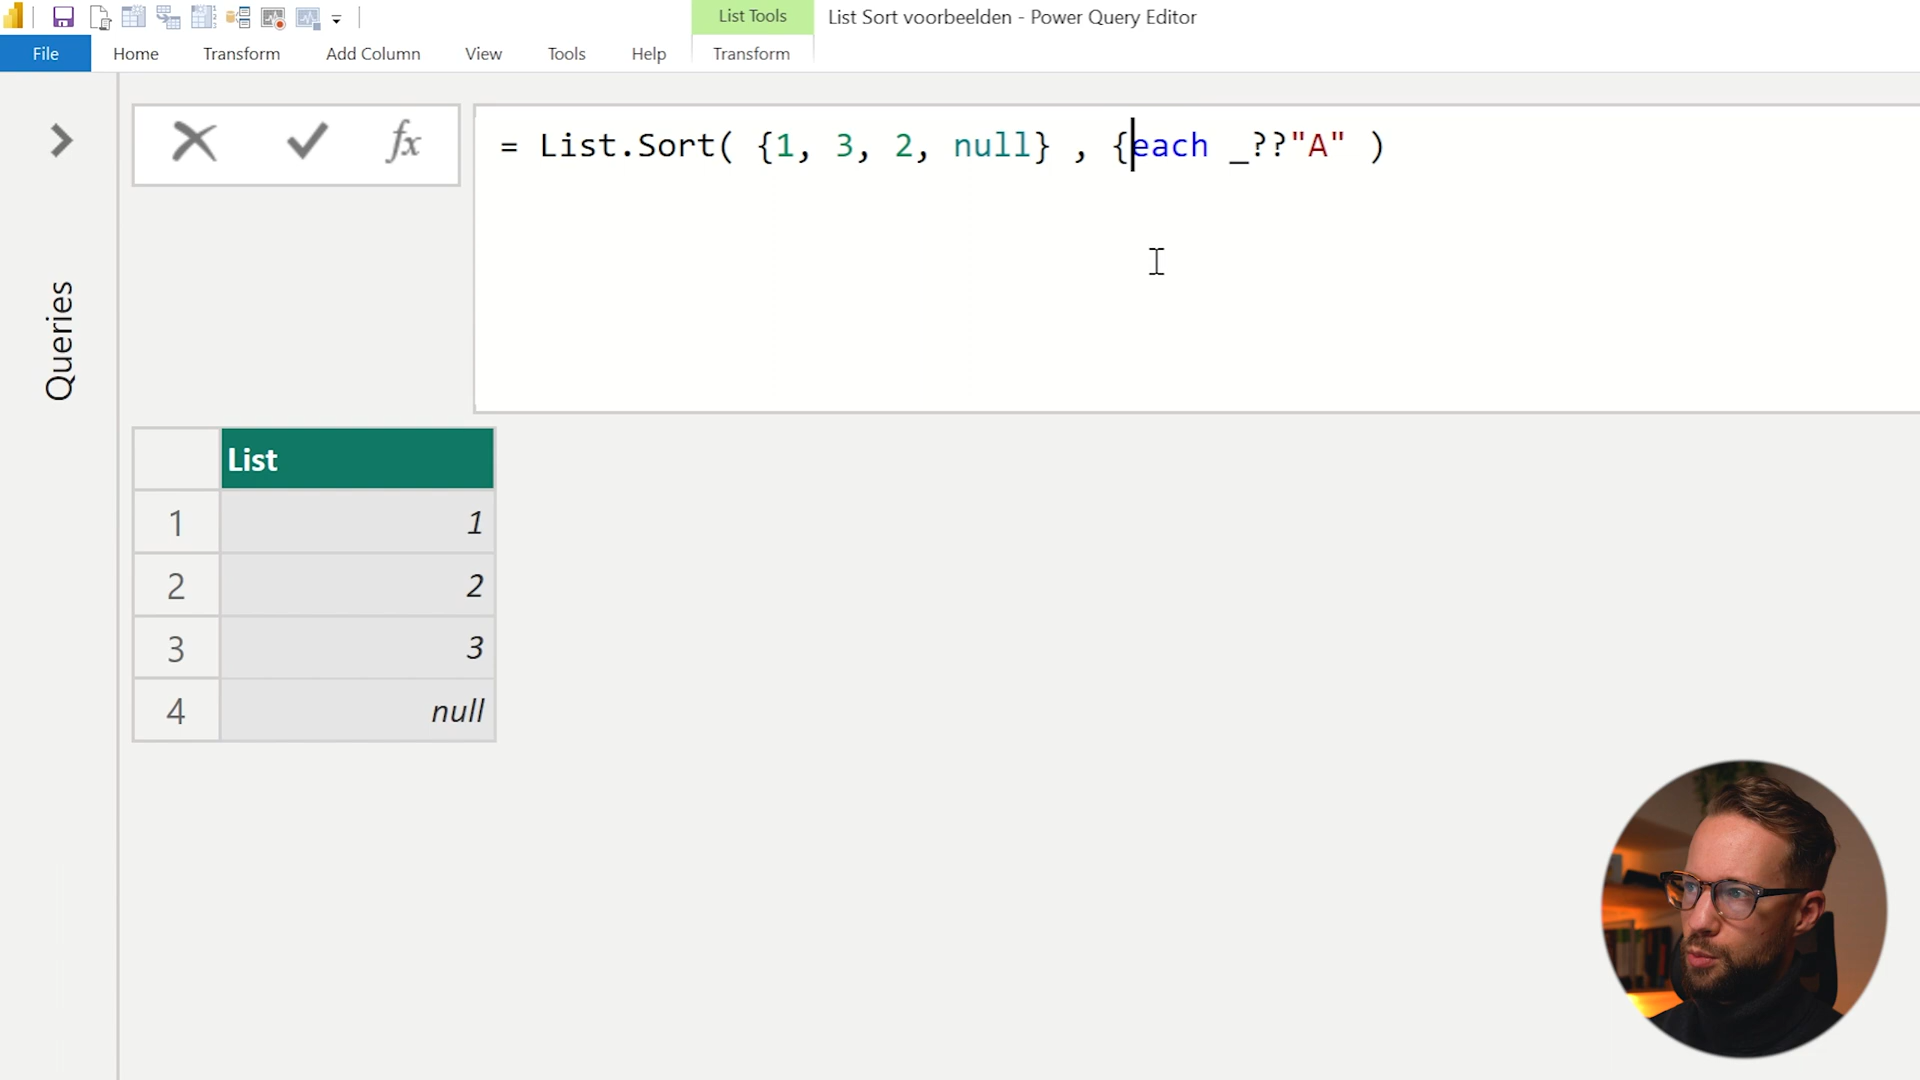 List Tools
List Sort voorbeelden - Power Query Editor
File
Home
Transform
Add Column
View
Tools
Help
Transform
fx
= List.Sort( {1, 3, 2, null} , {each _??"A" )
Queries
List
1 1
2 2
3 3
4 null